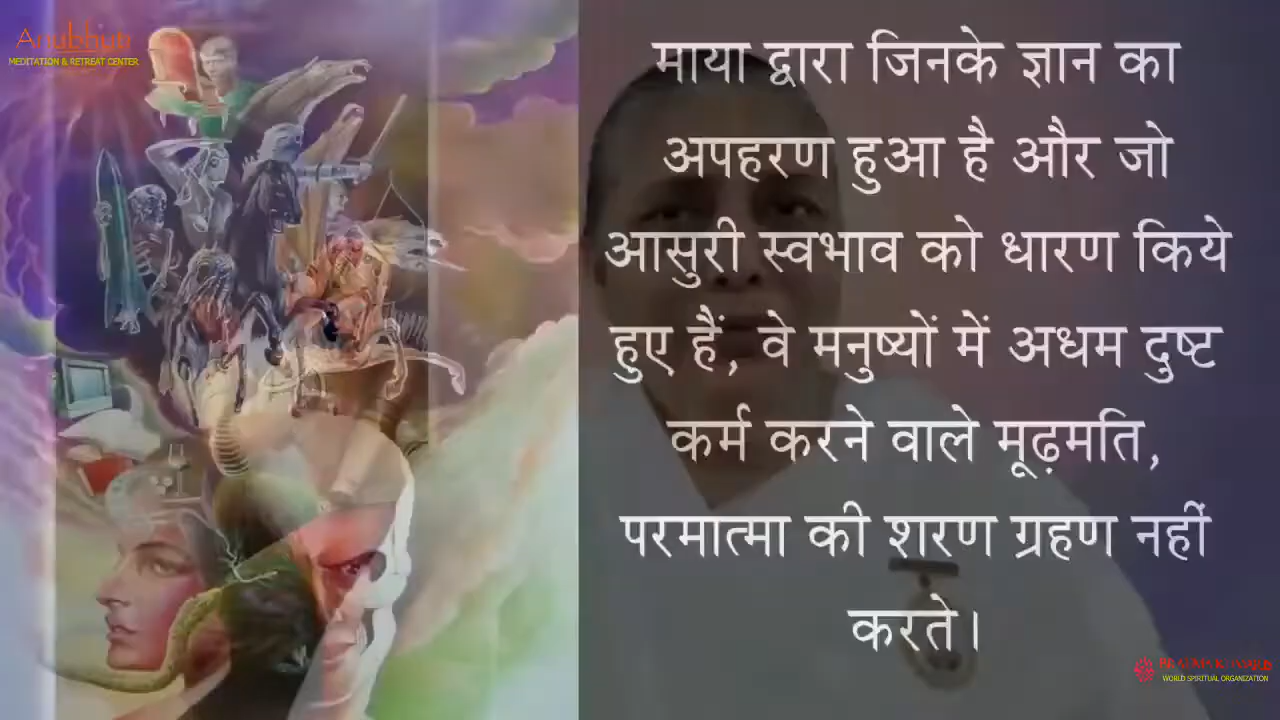 Anubhuti
MEDITATION & RETREAT CENTER
माया द्वारा जिनके ज्ञान का
अपहरण हुआ है और जो
आसुरी स्वभाव को धारण किये
हुए हैं, वे मनुष्यों में अधम दुष्ट
कर्म करने वाले मूढ़मति,
परमात्मा की शरण ग्रहण नहीं
करते।
BRAHMA KUMARIS
WORLD SPIRITUAL ORGANIZATION